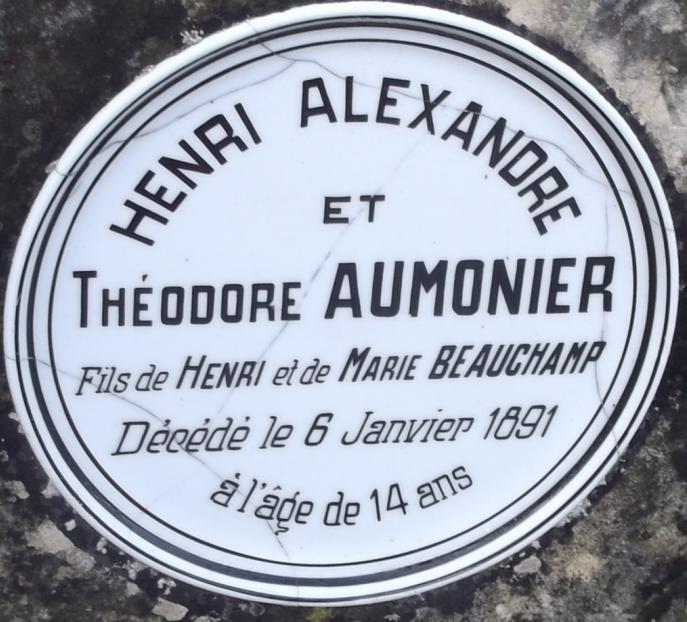 HENRI ALEXANDRE
ET
THÉODORE AUMONIER
Fils de HENRI et de MARIE BEAUCHAMP
Décédé le 6 Janvier 1891
à l'âge de 14 ans